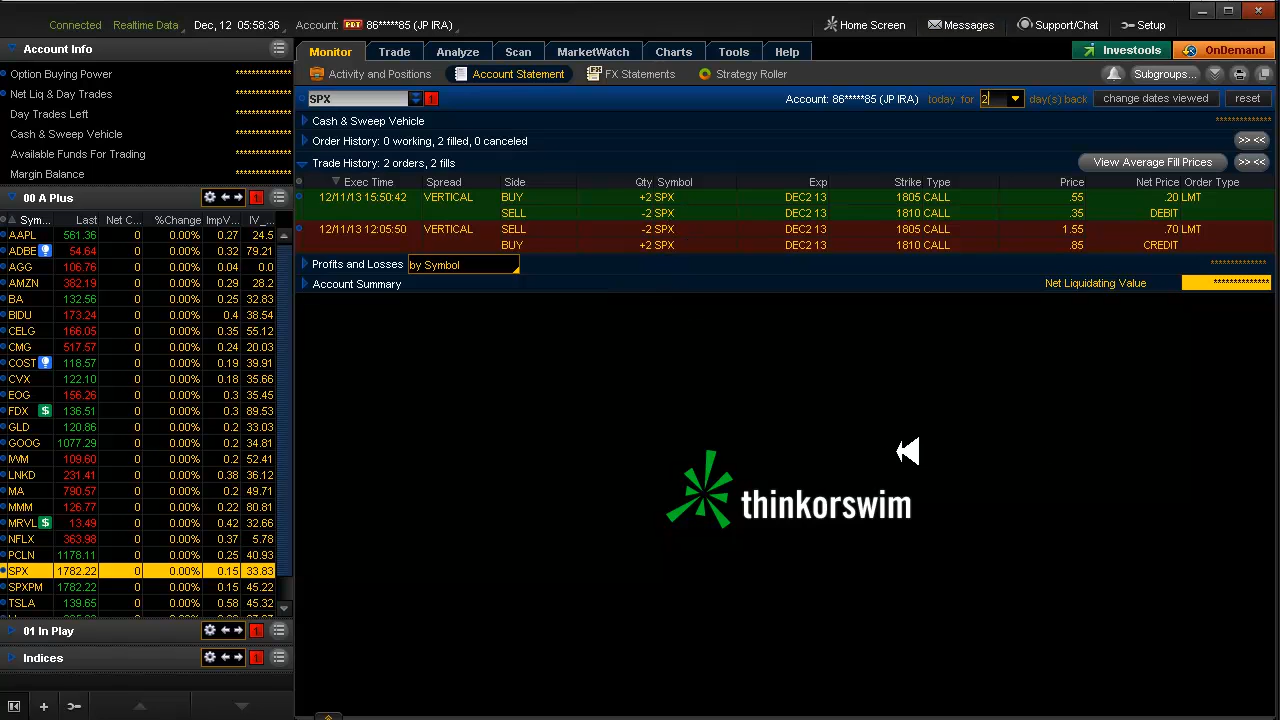 Connected Realtime Data Dec, 12 05:58:36 Account: PDT 86*****85 (JP IRA) Home Screen Messages Support/Chat Setup
Account Info
Option Buying Power **************
Net Liq & Day Trades **************
Day Trades Left **************
Cash & Sweep Vehicle **************
Available Funds For Trading **************
Margin Balance **************
00 A Plus 1
Sym... Last Net C... %Change ImpV... IV_...
AAPL 561.36 0 0.00% 0.27 24.5
ADBE 54.64 0 0.00% 0.32 79.21
AGG 106.76 0 0.00% 0.04 0.0
AMZN 382.19 0 0.00% 0.29 28.2
BA 132.56 0 0.00% 0.25 32.83
BIDU 173.24 0 0.00% 0.4 38.54
CELG 166.05 0 0.00% 0.35 55.12
CMG 517.57 0 0.00% 0.24 20.03
COST 118.57 0 0.00% 0.19 39.91
CVX 122.10 0 0.00% 0.18 35.66
EOG 156.26 0 0.00% 0.3 35.45
FDX $ 136.51 0 0.00% 0.3 89.53
GLD 120.86 0 0.00% 0.2 33.03
GOOG 1077.29 0 0.00% 0.2 34.81
IWM 109.60 0 0.00% 0.2 52.41
LNKD 231.41 0 0.00% 0.38 36.12
MA 790.57 0 0.00% 0.2 49.71
MMM 126.77 0 0.00% 0.22 80.81
MRVL $ 13.49 0 0.00% 0.42 32.66
NFLX 363.98 0 0.00% 0.37 5.78
PCLN 1178.11 0 0.00% 0.25 40.93
SPX 1782.22 0 0.00% 0.15 33.83
SPXPM 1782.22 0 0.00% 0.15 45.22
TSLA 139.65 0 0.00% 0.58 45.32
01 In Play 1
Indices 1
Monitor Trade Analyze Scan MarketWatch Charts Tools Help Investools OnDemand
Activity and Positions Account Statement FX Statements Strategy Roller Subgroups...
SPX 1 Account: 86*****85 (JP IRA) today for 2 day(s) back change dates viewed reset
Cash & Sweep Vehicle **************
Order History: 0 working, 2 filled, 0 canceled >> <<
Trade History: 2 orders, 2 fills View Average Fill Prices >> <<
Exec Time Spread Side Qty Symbol Exp Strike Type Price Net Price Order Type
12/11/13 15:50:42 VERTICAL BUY +2 SPX DEC2 13 1805 CALL .55 .20 LMT
SELL -2 SPX DEC2 13 1810 CALL .35 DEBIT
12/11/13 12:05:50 VERTICAL SELL -2 SPX DEC2 13 1805 CALL 1.55 .70 LMT
BUY +2 SPX DEC2 13 1810 CALL .85 CREDIT
Profits and Losses by Symbol **************
Account Summary Net Liquidating Value **************
thinkorswim